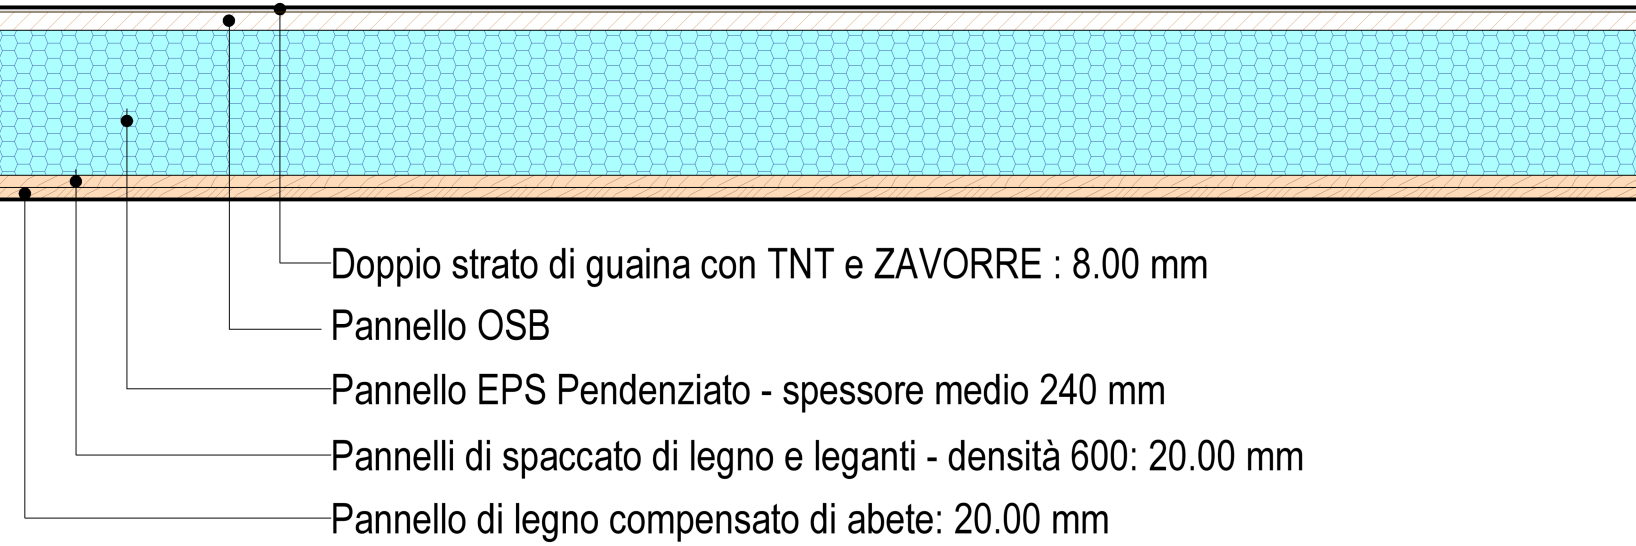 Doppio strato di guaina con TNT e ZAVORRE : 8.00 mm
Pannello OSB
Pannello EPS Pendenziato - spessore medio 240 mm
Pannelli di spaccato di legno e leganti - densità 600: 20.00 mm
Pannello di legno compensato di abete: 20.00 mm